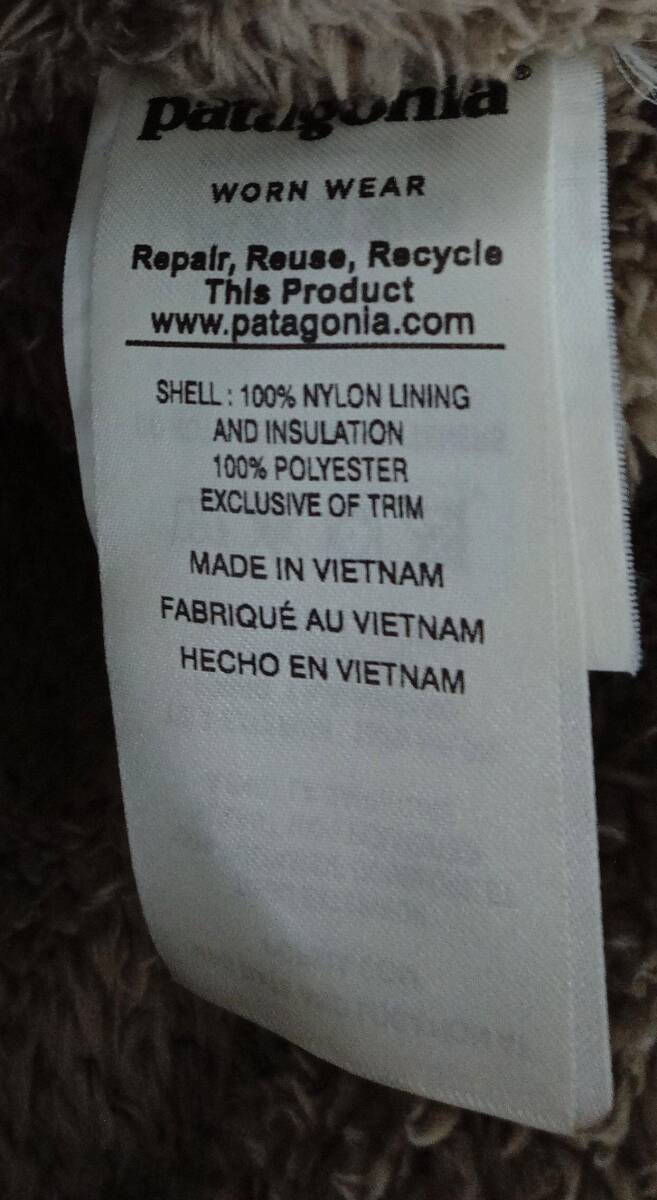 patagonia®
WORN WEAR
Repair, Reuse, Recycle
This Product
www.patagonia.com
SHELL : 100% NYLON LINING
AND INSULATION
100% POLYESTER
EXCLUSIVE OF TRIM
MADE IN VIETNAM
FABRIQUÉ AU VIETNAM
HECHO EN VIETNAM